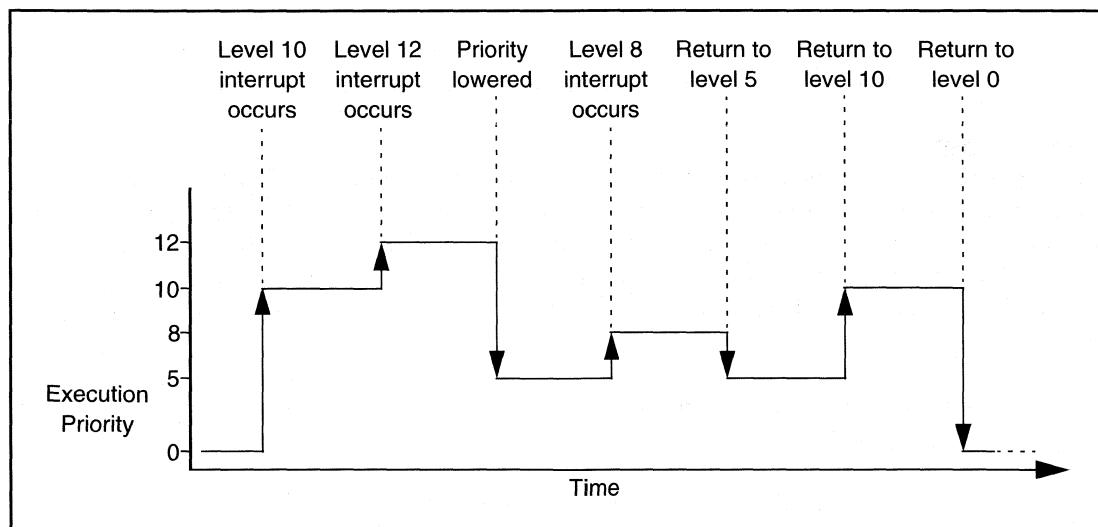 Level 10
interrupt
occurs
Level 12
interrupt
occurs
Priority
lowered
Level 8
interrupt
occurs
Return to
level 5
Return to
level 10
Return to
level 0
12
10
8
5
0
Execution
Priority
Time